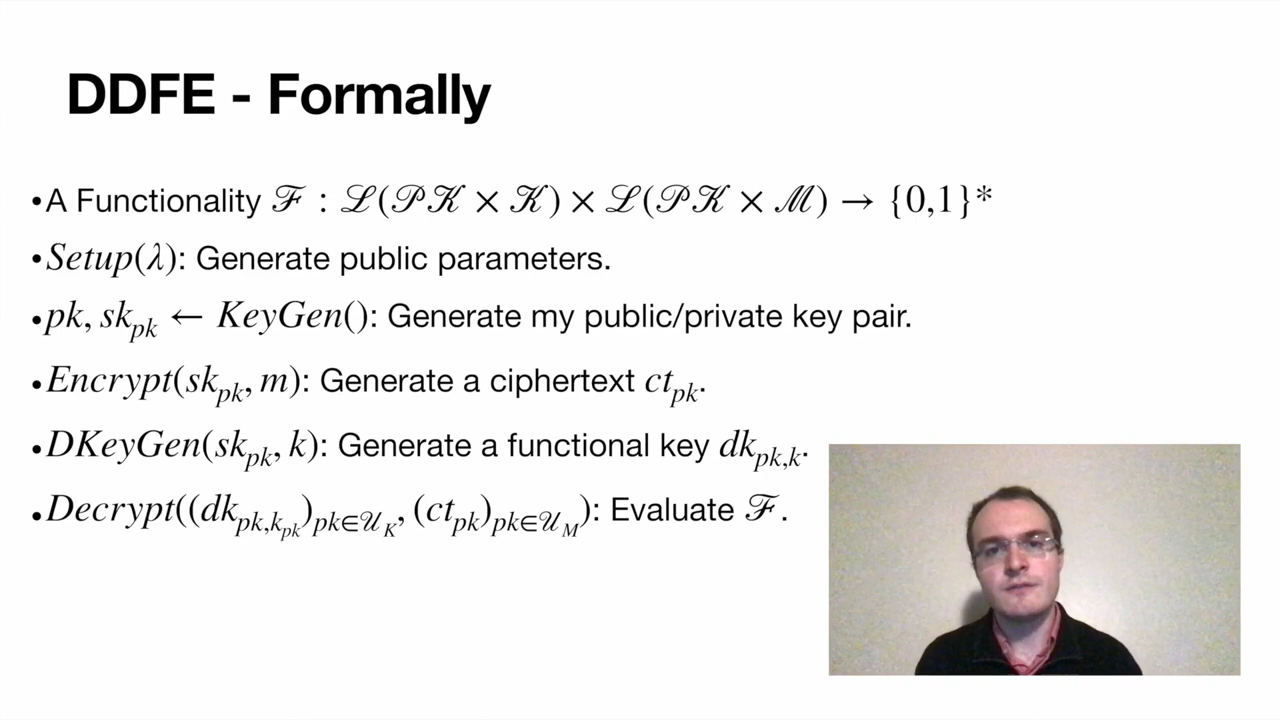 DDFE - Formally
•A Functionality ℱ : ℒ(𝒫𝒦 × 𝒦) × ℒ(𝒫𝒦 × ℳ) → {0,1}*
•Setup(λ): Generate public parameters.
•pk, sk_pk ← KeyGen(): Generate my public/private key pair.
•Encrypt(sk_pk, m): Generate a ciphertext ct_pk.
•DKeyGen(sk_pk, k): Generate a functional key dk_pk,k.
•Decrypt((dk_pk,k_pk)_pk∈𝒰_K, (ct_pk)_pk∈𝒰_M): Evaluate ℱ.